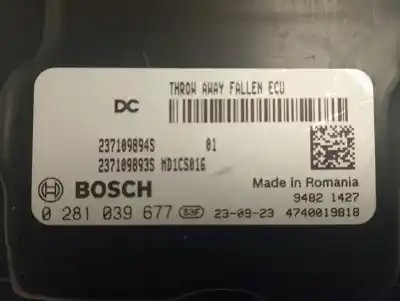 THROW AWAY FALLEN ECU
DC
237109894S 01
237109893S MD1CS016
BOSCH
Made in Romania
9482 1427
0 281 039 677 S3F 23-09-23 4740019818